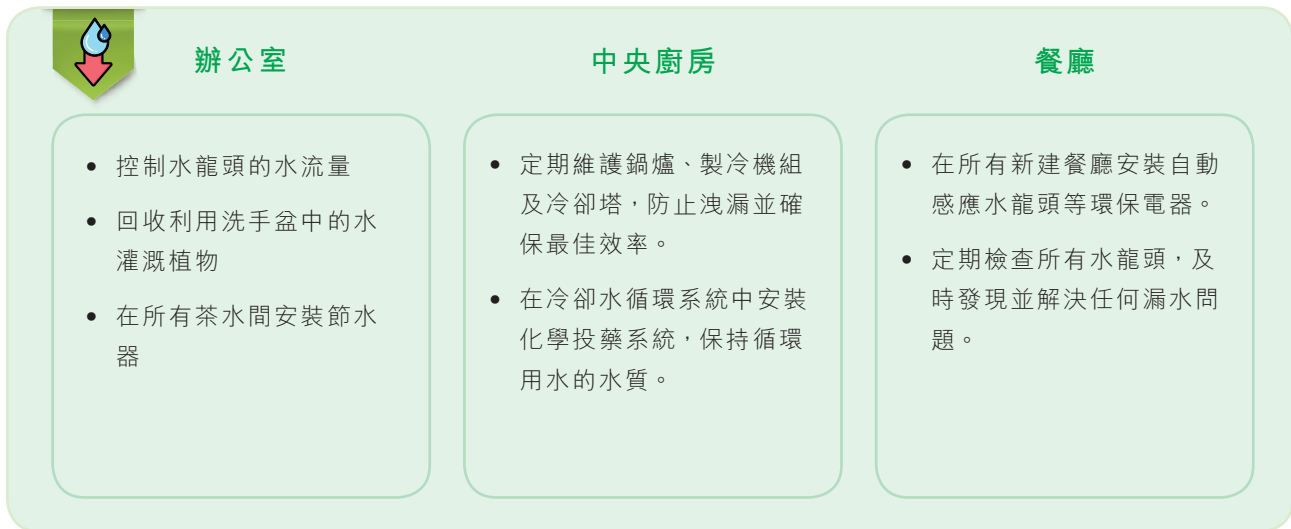 辦公室
• 控制水龍頭的水流量
• 回收利用洗手盆中的水
灌溉植物
• 在所有茶水間安裝節水
器
中央廚房
• 定期維護鍋爐、製冷機組
及冷卻塔，防止洩漏並確
保最佳效率。
• 在冷卻水循環系統中安裝
化學投藥系統，保持循環
用水的水質。
餐廳
• 在所有新建餐廳安裝自動
感應水龍頭等環保電器。
• 定期檢查所有水龍頭，及
時發現並解決任何漏水問
題。